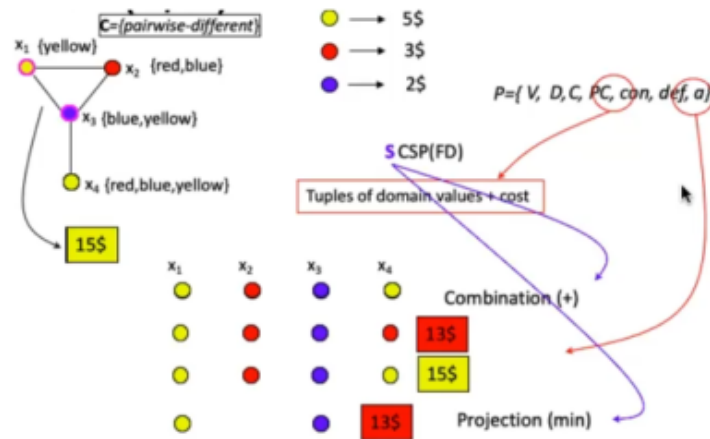 C={pairwise-different}
x₁ {yellow}
x₂ {red,blue}
x₃ {blue,yellow}
x₄ {red,blue,yellow}
15$
5$
3$
2$
P={ V, D,C, PC, con, def, a}
S CSP(FD)
Tuples of domain values + cost
x₁ x₂ x₃ x₄
Combination (+)
13$
15$
13$ Projection (min)